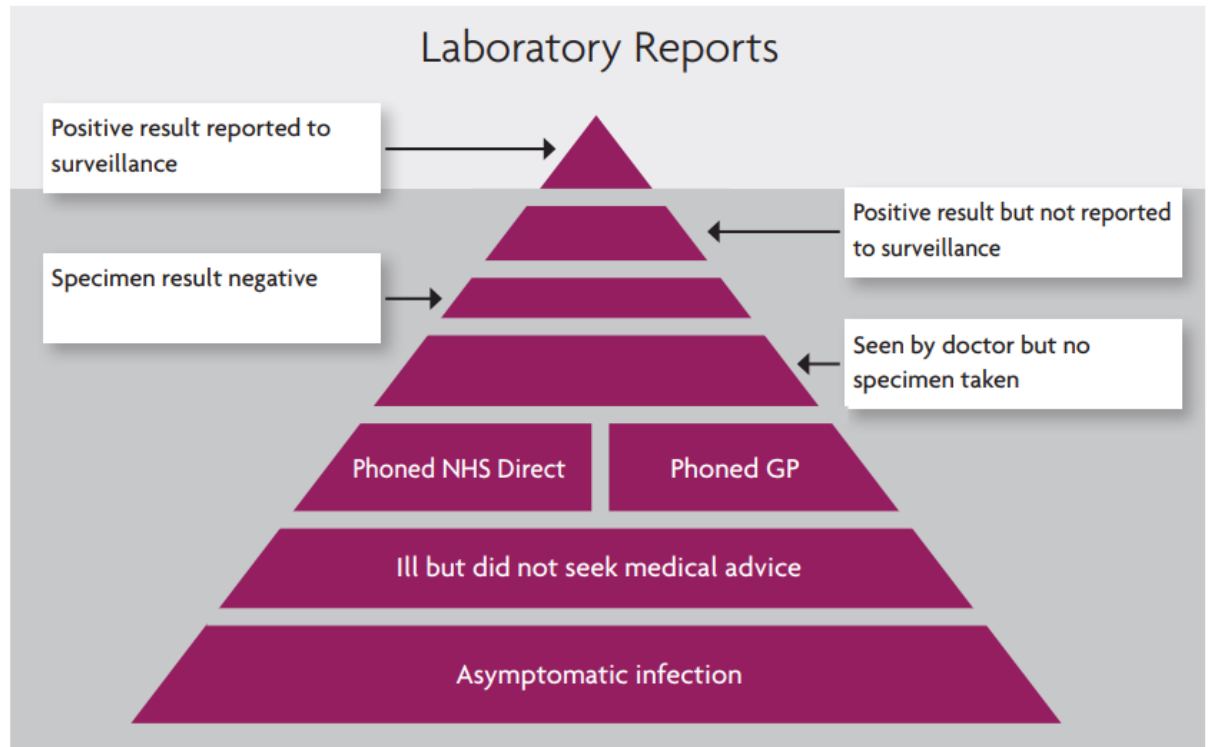 Laboratory Reports
Positive result reported to
surveillance
Positive result but not reported
to surveillance
Specimen result negative
Seen by doctor but no
specimen taken
Phoned NHS Direct
Phoned GP
Ill but did not seek medical advice
Asymptomatic infection